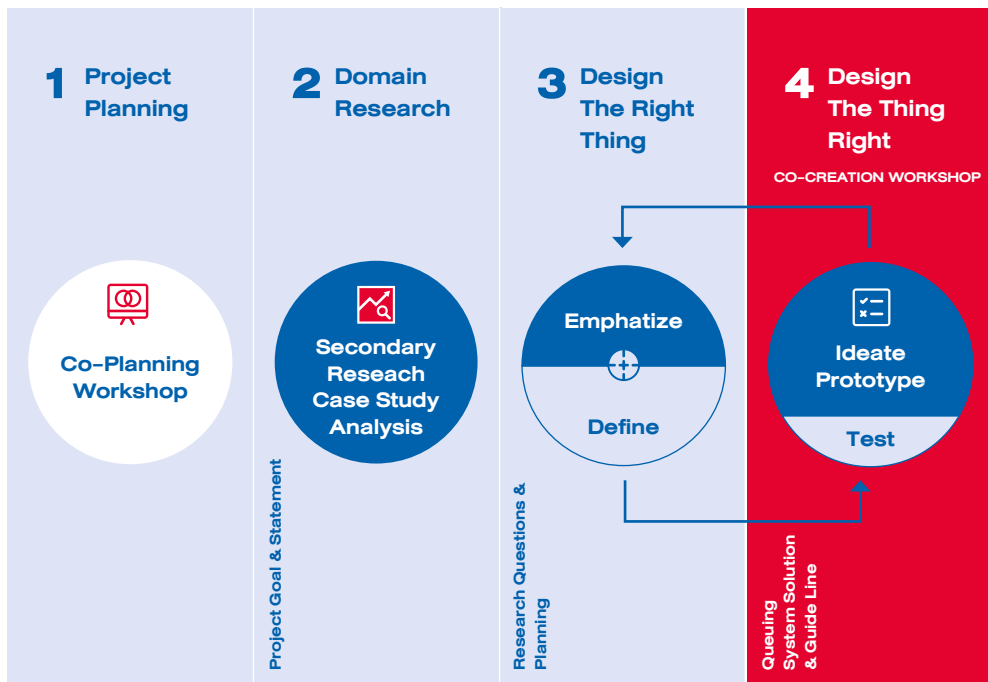 1 Project
Planning
2 Domain
Research
3 Design
The Right
Thing
4 Design
The Thing
Right
CO-CREATION WORKSHOP
Co-Planning
Workshop
Secondary
Reseach
Case Study
Analysis
Emphatize
Define
Ideate
Prototype
Test
Project Goal & Statement
Research Questions &
Planning
Queuing
System Solution
& Guide Line